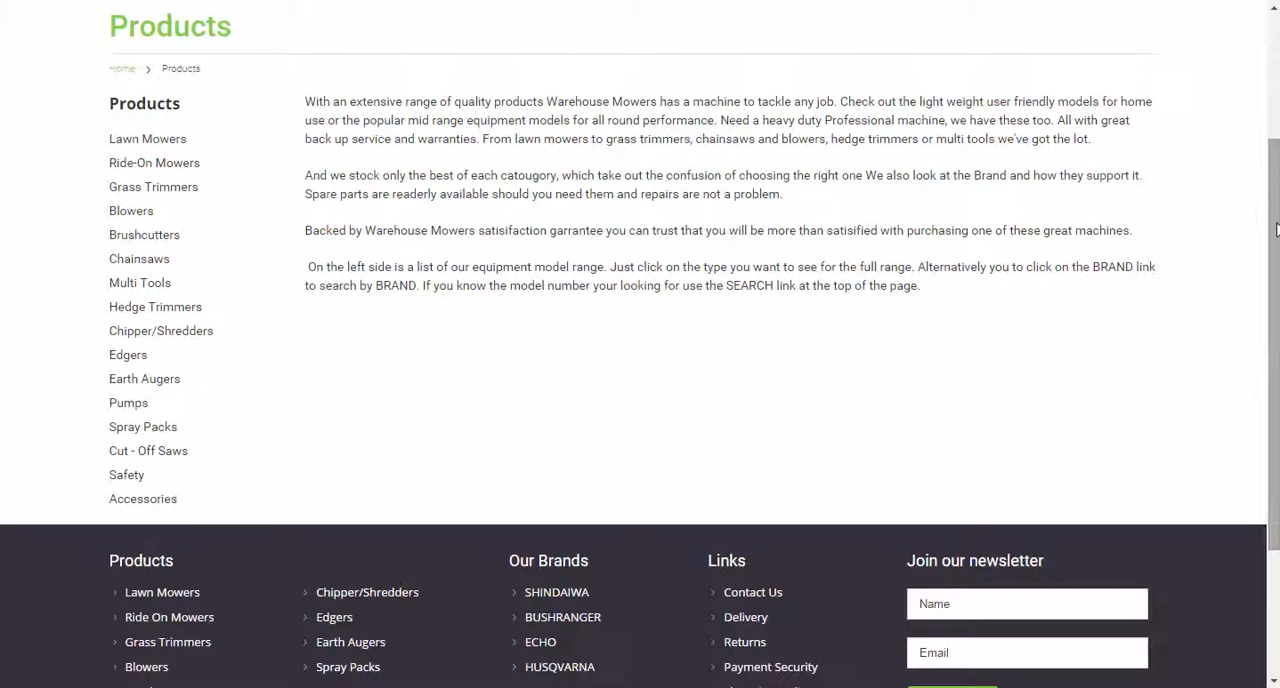 Products
Home > Products
Products
Lawn Mowers
Ride-On Mowers
Grass Trimmers
Blowers
Brushcutters
Chainsaws
Multi Tools
Hedge Trimmers
Chipper/Shredders
Edgers
Earth Augers
Pumps
Spray Packs
Cut - Off Saws
Safety
Accessories
With an extensive range of quality products Warehouse Mowers has a machine to tackle any job. Check out the light weight user friendly models for home
use or the popular mid range equipment models for all round performance. Need a heavy duty Professional machine, we have these too. All with great
back up service and warranties. From lawn mowers to grass trimmers, chainsaws and blowers, hedge trimmers or multi tools we've got the lot.
And we stock only the best of each catougory, which take out the confusion of choosing the right one We also look at the Brand and how they support it.
Spare parts are readerly available should you need them and repairs are not a problem.
Backed by Warehouse Mowers satisifaction garrantee you can trust that you will be more than satisified with purchasing one of these great machines.
On the left side is a list of our equipment model range. Just click on the type you want to see for the full range. Alternatively you to click on the BRAND link
to search by BRAND. If you know the model number your looking for use the SEARCH link at the top of the page.
Products
Lawn Mowers
Ride On Mowers
Grass Trimmers
Blowers
Chipper/Shredders
Edgers
Earth Augers
Spray Packs
Our Brands
SHINDAIWA
BUSHRANGER
ECHO
HUSQVARNA
Links
Contact Us
Delivery
Returns
Payment Security
Join our newsletter
Name
Email